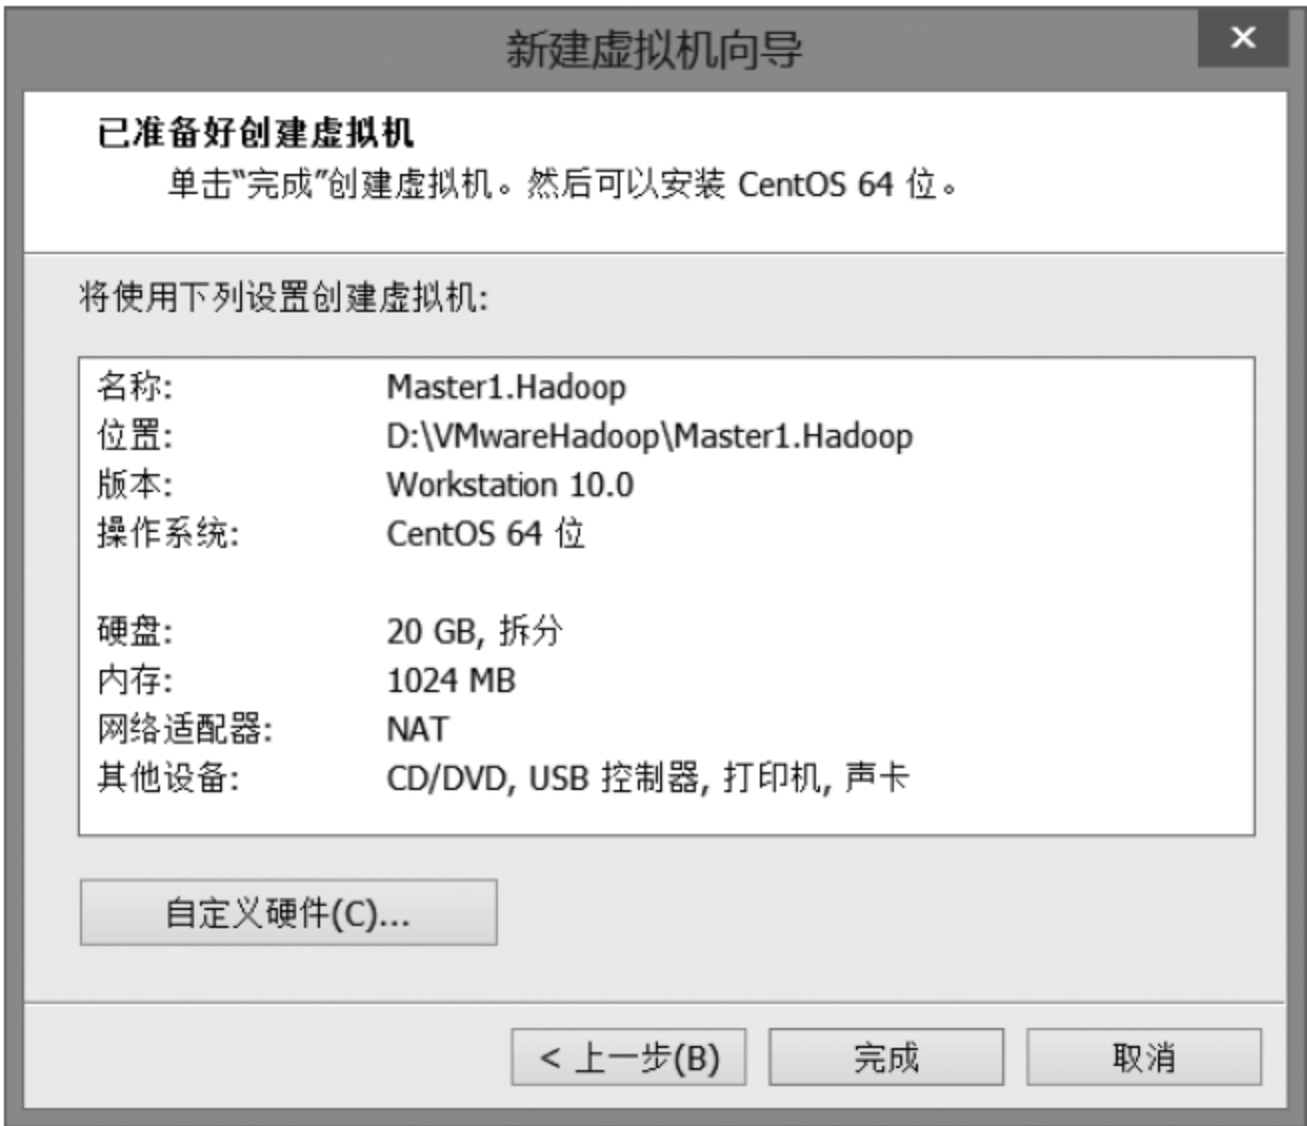 新建虚拟机向导
已准备好创建虚拟机
单击“完成”创建虚拟机。然后可以安装 CentOS 64 位。
将使用下列设置创建虚拟机:
名称: Master1.Hadoop
位置: D:\VMwareHadoop\Master1.Hadoop
版本: Workstation 10.0
操作系统: CentOS 64 位
硬盘: 20 GB, 拆分
内存: 1024 MB
网络适配器: NAT
其他设备: CD/DVD, USB 控制器, 打印机, 声卡
自定义硬件(C)...
< 上一步(B) 完成 取消